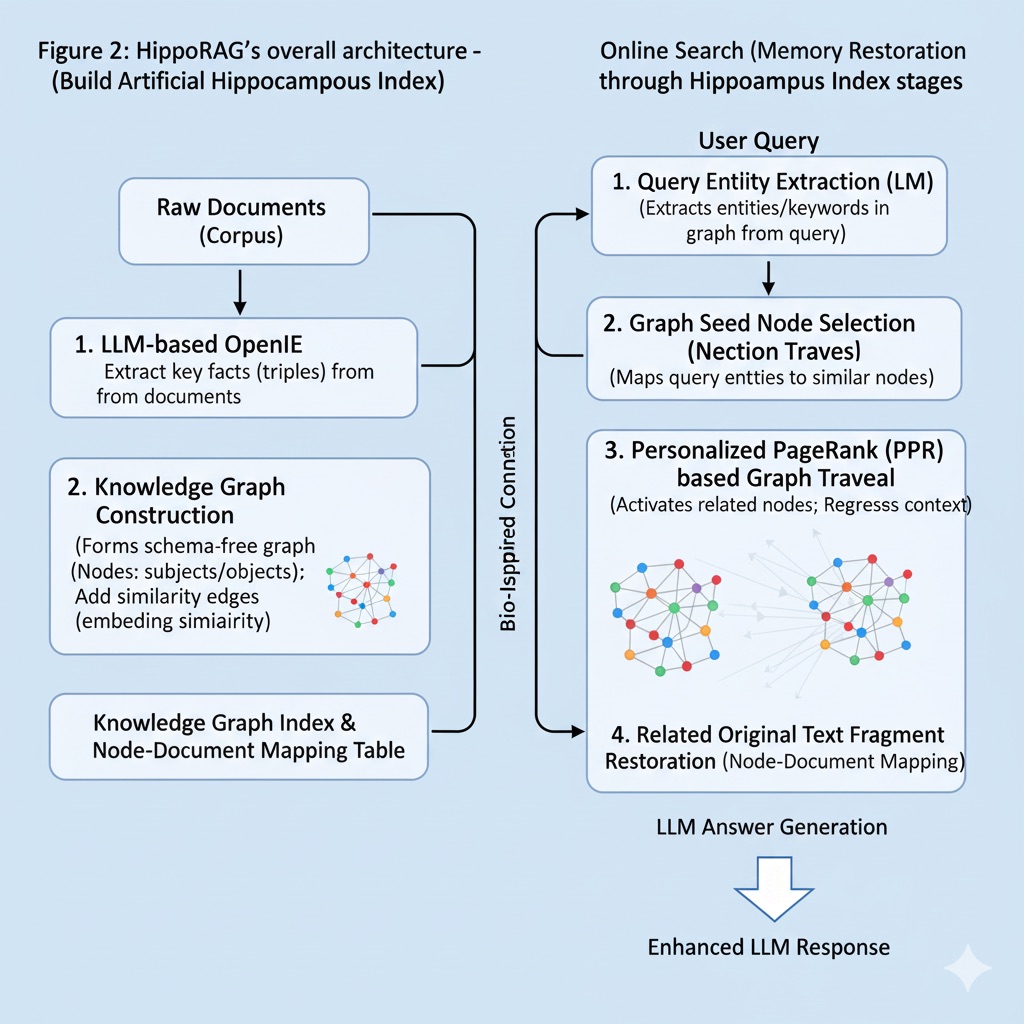 Figure 2: HippoRAG's overall architecture -
(Build Artificial Hippocampous Index)
Raw Documents
(Corpus)
1. LLM-based OpenIE
Extract key facts (triples) from
from documents
2. Knowledge Graph
Construction
(Forms schema-free graph
(Nodes: subjects/objects);
Add similarity edges
(embeding simiairity)
Knowledge Graph Index &
Node-Document Mapping Table
Bio-Isppired
Online Search (Memory Restoration
through Hippoampus Index stages
User Query
1. Query Entiity Extraction (LM)
(Extracts entities/keywords in
graph from query)
2. Graph Seed Node Selection
(Nection Traves)
(Maps query entties to similar nodes)
3. Personalized PageRank (PPR)
based Graph Traveal
(Activates related nodes; Regresss context)
4. Related Original Text Fragment
Restoration (Node-Document Mapping)
LLM Answer Generation
Enhanced LLM Response